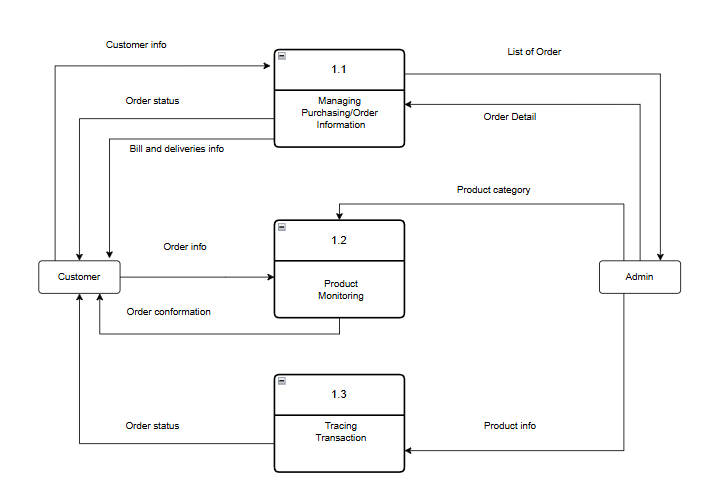 Customer info
1.1
List of Order
Order status
Managing
Purchasing/Order
Information
Order Detail
Bill and deliveries info
Product category
Order info
1.2
Customer
Product
Monitoring
Admin
Order conformation
1.3
Order status
Tracing
Transaction
Product info